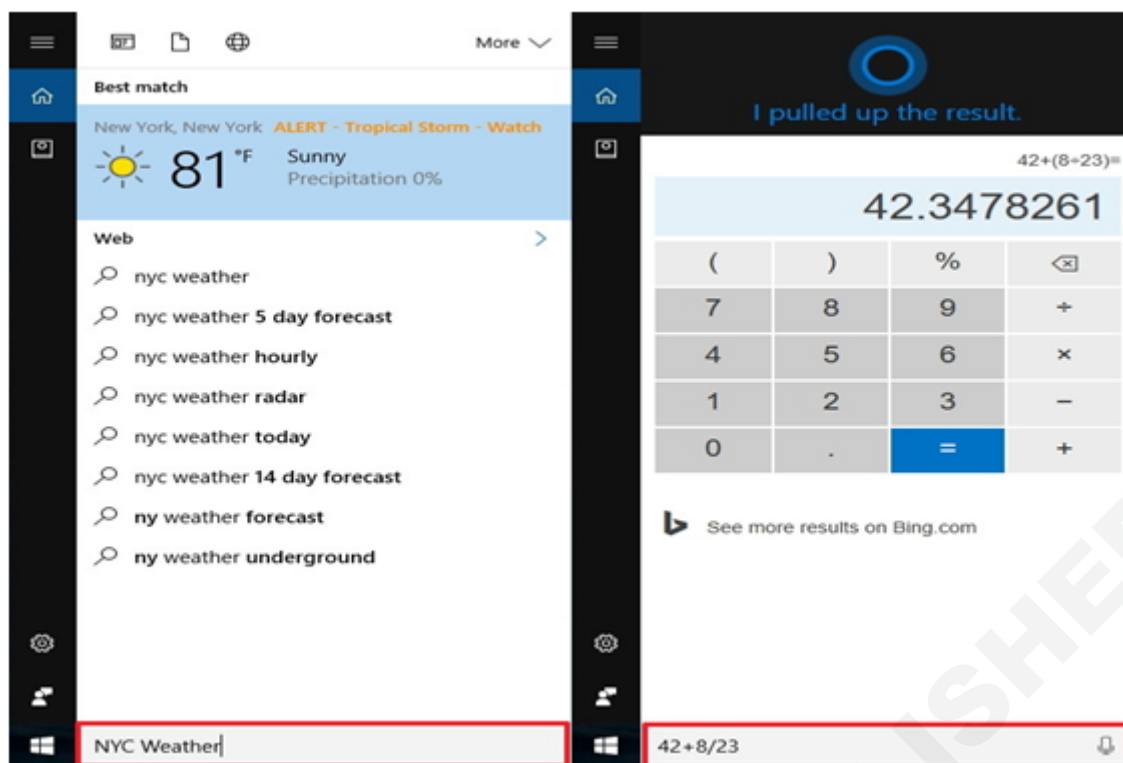 More
Best match
New York, New York ALERT - Tropical Storm - Watch
81 °F
Sunny
Precipitation 0%
Web
nyc weather
nyc weather 5 day forecast
nyc weather hourly
nyc weather radar
nyc weather today
nyc weather 14 day forecast
ny weather forecast
ny weather underground
NYC Weather
I pulled up the result.
42+(8÷23)=
42.3478261
( ) %
7 8 9 ÷
4 5 6 ×
1 2 3 −
0 . = +
See more results on Bing.com
42+8/23